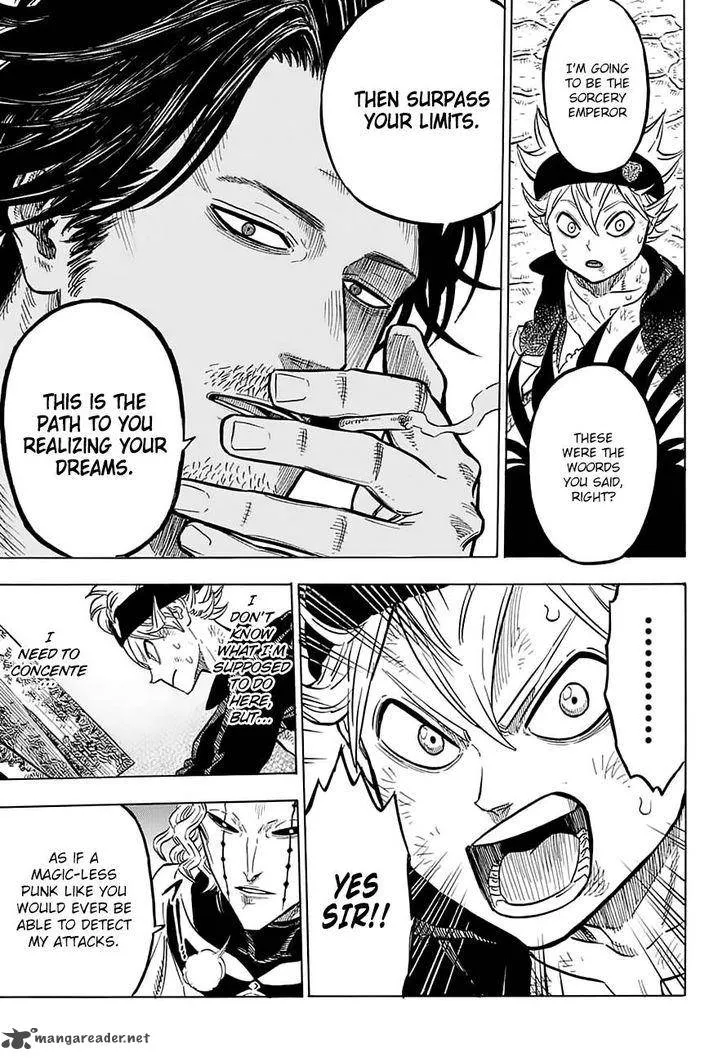 I'M GOING
TO BE
THE
SORCERY
EMPEROR
THESE
WERE THE
WOORDS
YOU SAID,
RIGHT?
THEN SURPASS
YOUR LIMITS.
THIS IS THE
PATH TO YOU
REALIZING YOUR
DREAMS.
.........
YES
SIR!!
I
DON'T
KNOW
WHAT I'M
SUPPOSED
TO DO
HERE,
BUT...
I
NEED TO
CONCENTE
...
AS IF A
MAGIC-LESS
PUNK LIKE YOU
WOULD EVER BE
ABLE TO DETECT
MY ATTACKS.
mangareader.net